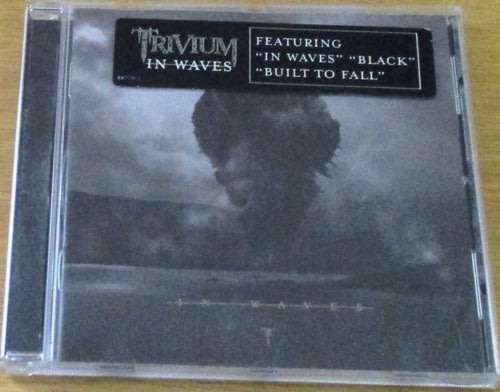 TRIVIUM
IN WAVES
FEATURING
"IN WAVES" "BLACK"
"BUILT TO FALL"
IN WAVES
T